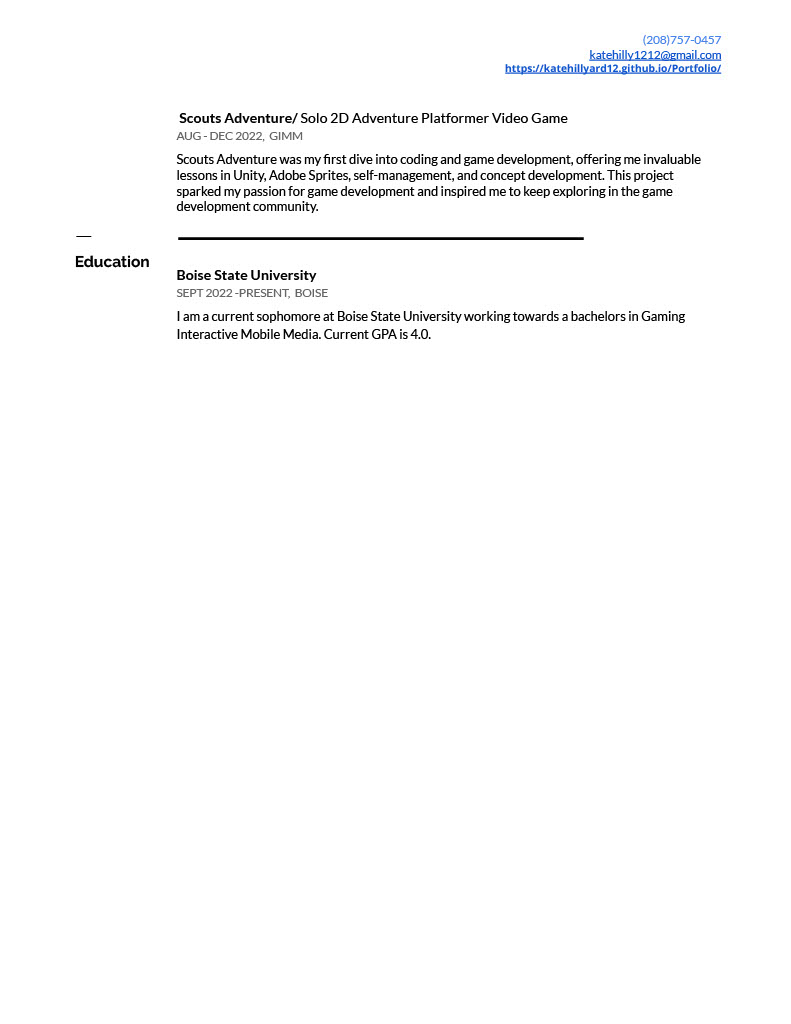 (208)757-0457
katehilly1212@gmail.com
https://katehillyard12.github.io/Portfolio/
Scouts Adventure/ Solo 2D Adventure Platformer Video Game
AUG - DEC 2022, GIMM
Scouts Adventure was my first dive into coding and game development, offering me invaluable
lessons in Unity, Adobe Sprites, self-management, and concept development. This project
sparked my passion for game development and inspired me to keep exploring in the game
development community.
Education
Boise State University
SEPT 2022 -PRESENT, BOISE
I am a current sophomore at Boise State University working towards a bachelors in Gaming
Interactive Mobile Media. Current GPA is 4.0.